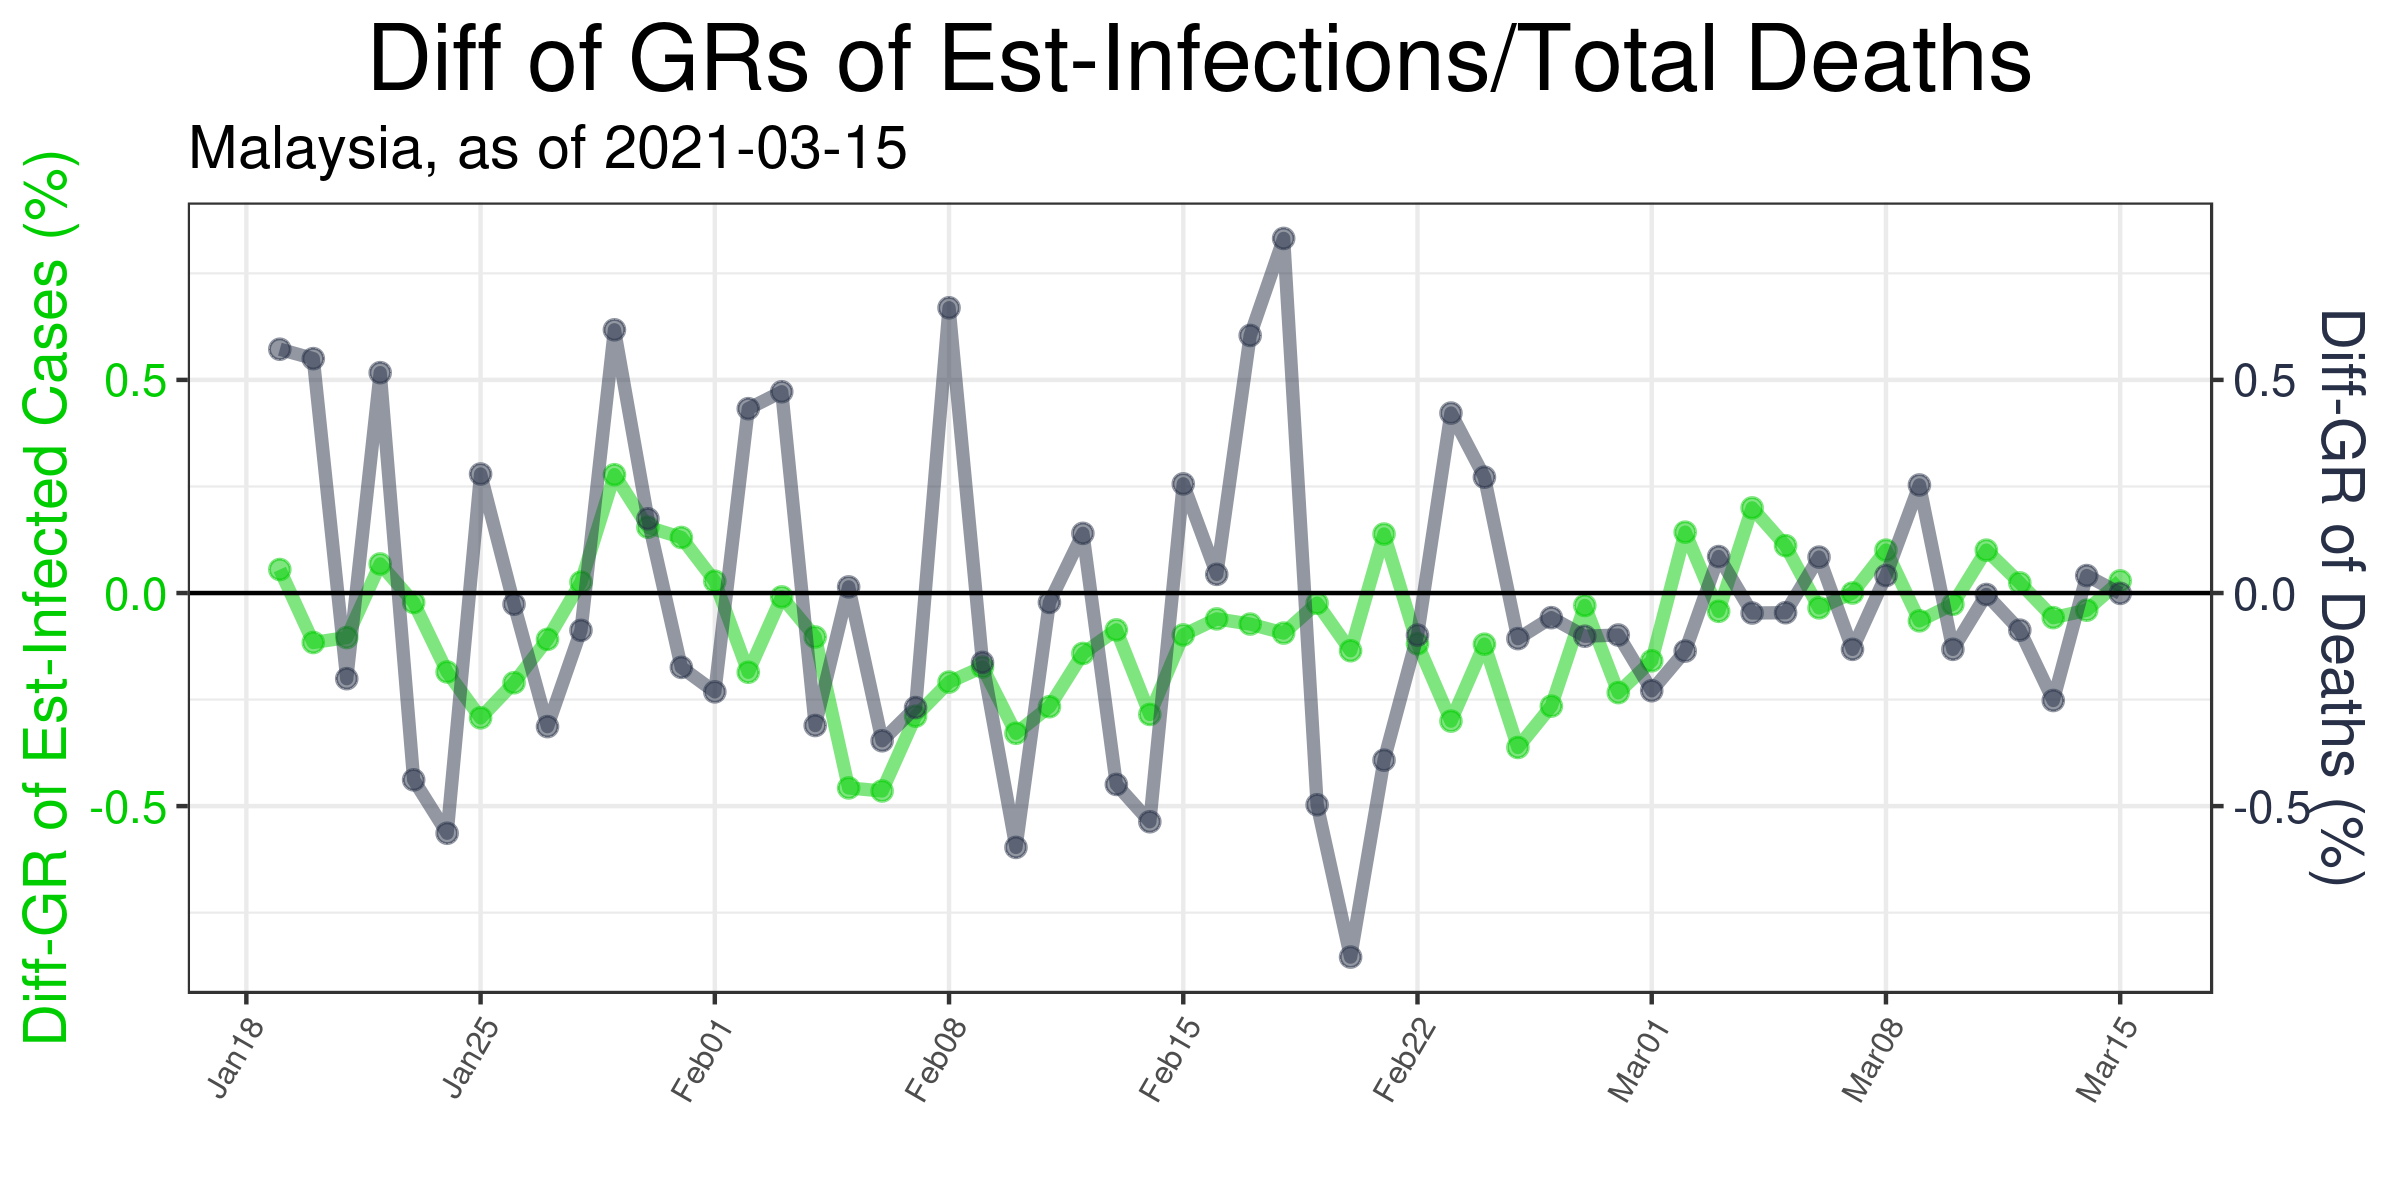 Diff of GRs of Est-Infections/Total Deaths
Malaysia, as of 2021-03-15
Diff-GR of Est-Infected Cases (%)
0.5
0.0
-0.5
0.5
0.0
-0.5
Diff-GR of Deaths (%)
Jan18
Jan25
Feb01
Feb08
Feb15
Feb22
Mar01
Mar08
Mar15